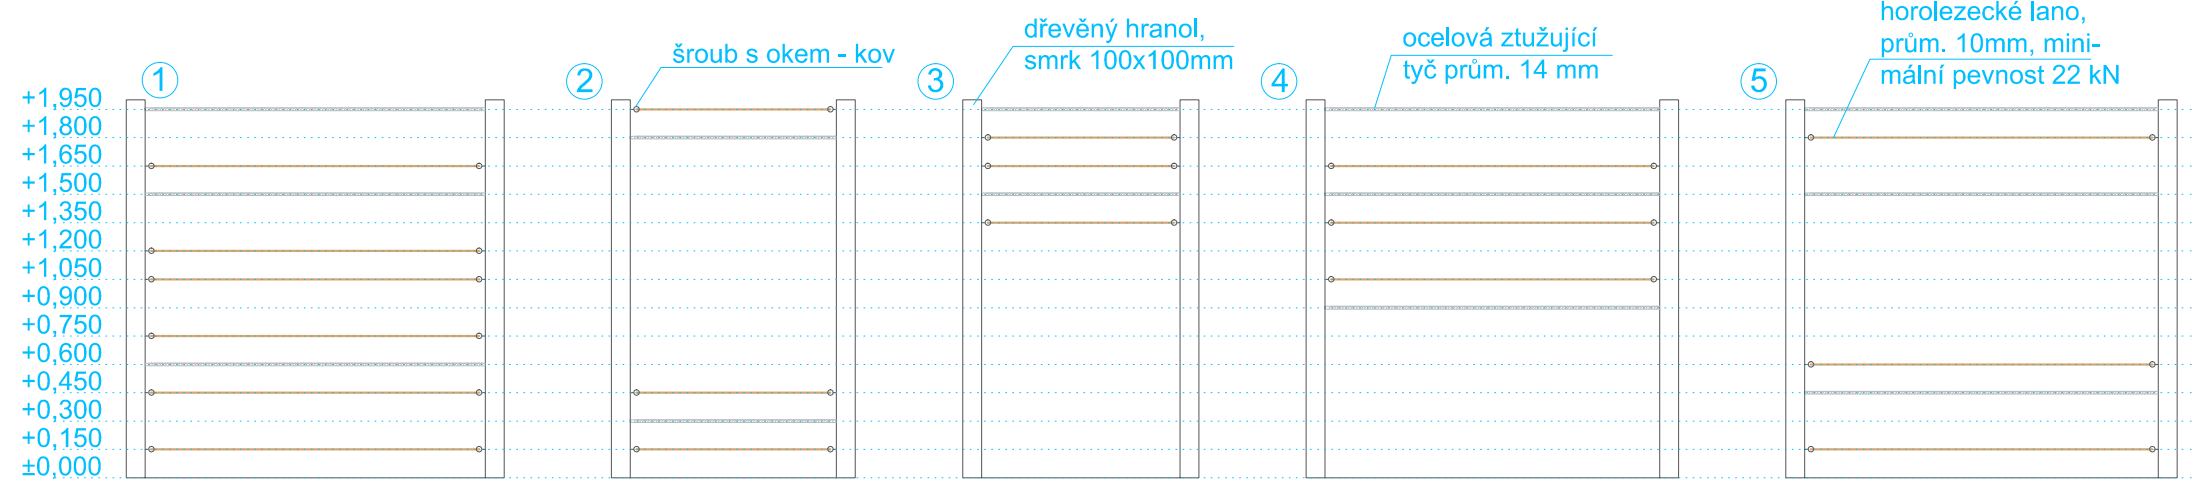 horolezecké lano,
prům. 10mm, mini-
mální pevnost 22 kN
dřevěný hranol,
smrk 100x100mm
ocelová ztužující
tyč prům. 14 mm
šroub s okem - kov
1
2
3
4
5
+1,950
+1,800
+1,650
+1,500
+1,350
+1,200
+1,050
+0,900
+0,750
+0,600
+0,450
+0,300
+0,150
±0,000